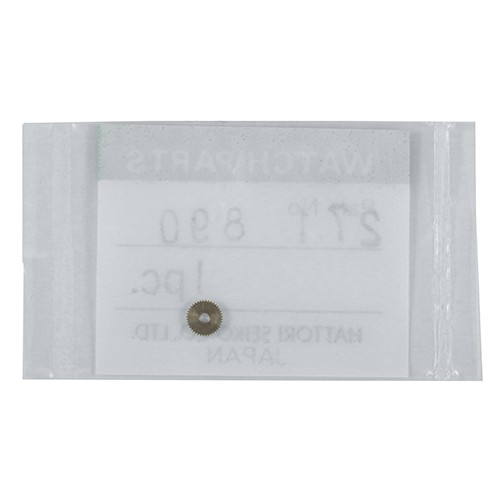 WATCH PARTS
271 890
1pc.
HATTORI SEIKO CO., LTD.
JAPAN